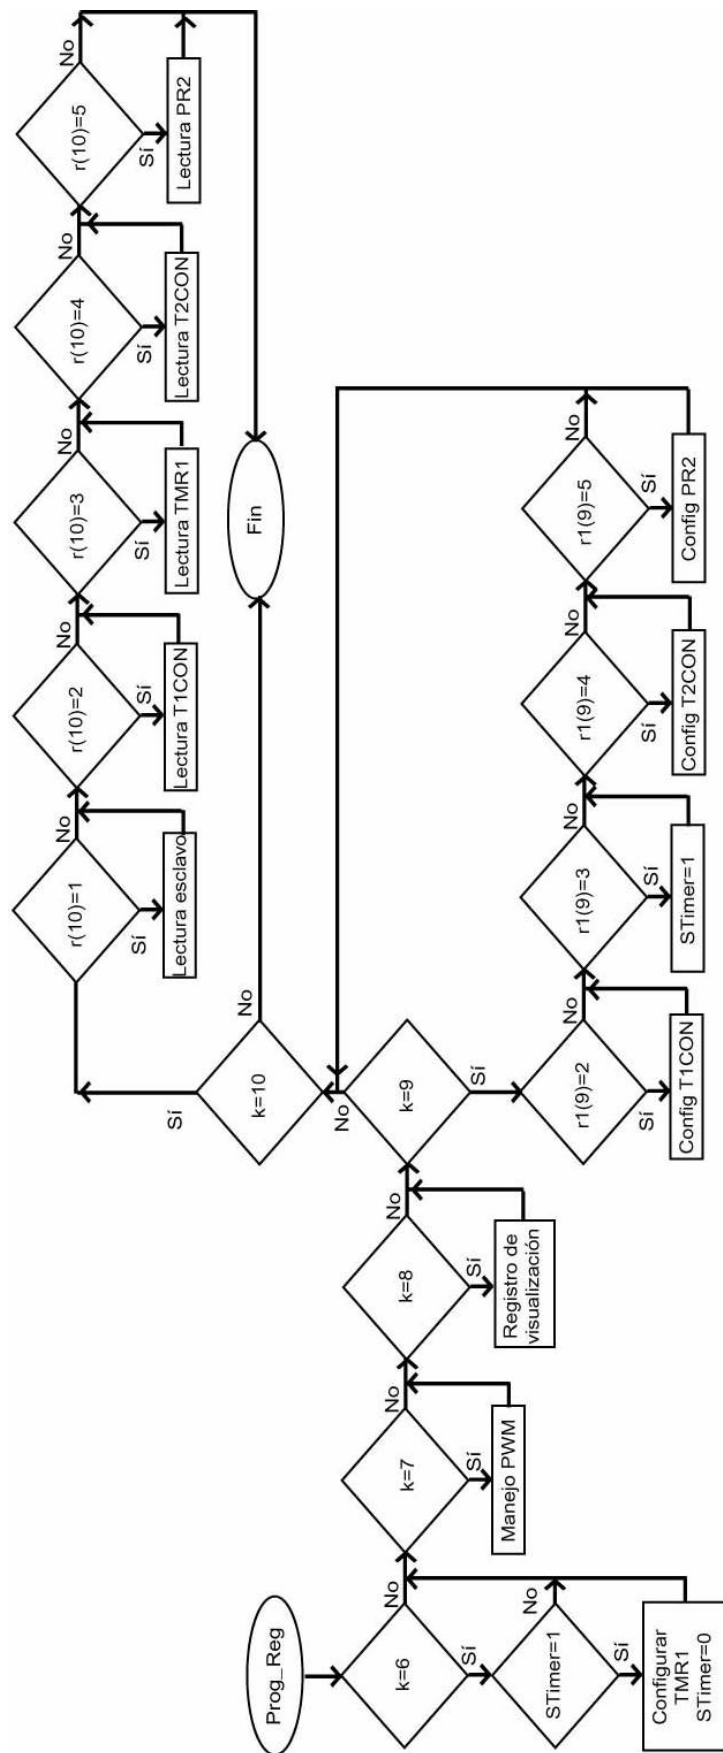 Prog_Reg
k=6
No
Sí
STimer=1
No
Sí
Configurar
TMR1
STimer=0
k=7
No
Sí
Manejo PWM
k=8
No
Sí
Registro de
visualización
k=9
No
Sí
r1(9)=2
No
Sí
Config T1CON
r1(9)=3
No
Sí
STimer=1
r1(9)=4
No
Sí
Config T2CON
r1(9)=5
No
Sí
Config PR2
k=10
No
Sí
r(10)=1
No
Sí
Lectura esclavo
r(10)=2
No
Sí
Lectura T1CON
r(10)=3
No
Sí
Lectura TMR1
r(10)=4
No
Sí
Lectura T2CON
r(10)=5
No
Sí
Lectura PR2
Fin